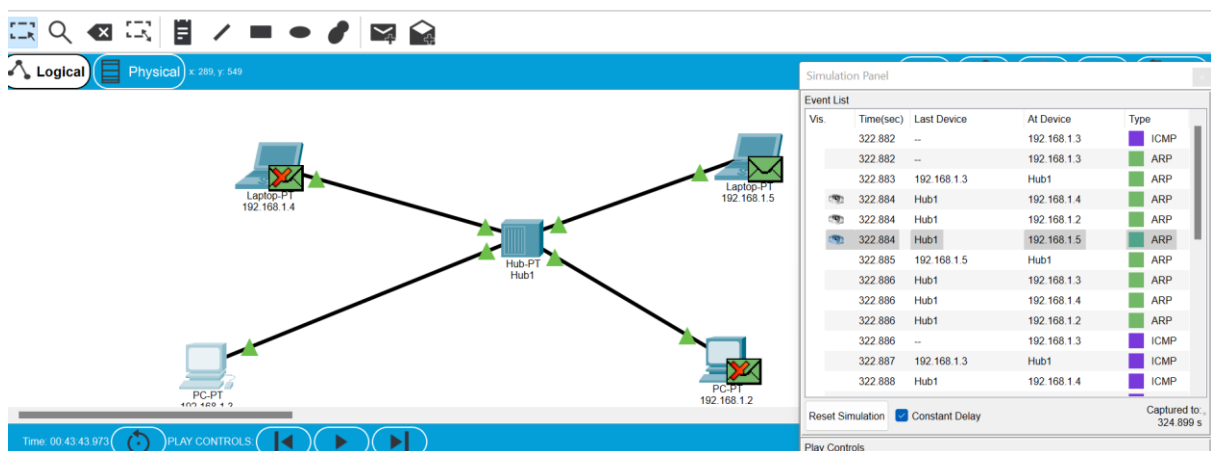 Logical Physical x: 289, y: 549
Simulation Panel
Event List
Vis. Time(sec) Last Device At Device Type
322.882 -- 192.168.1.3 ICMP
322.882 -- 192.168.1.3 ARP
322.883 192.168.1.3 Hub1 ARP
322.884 Hub1 192.168.1.4 ARP
322.884 Hub1 192.168.1.2 ARP
322.884 Hub1 192.168.1.5 ARP
322.885 192.168.1.5 Hub1 ARP
322.886 Hub1 192.168.1.3 ARP
322.886 Hub1 192.168.1.4 ARP
322.886 Hub1 192.168.1.2 ARP
322.886 -- 192.168.1.3 ICMP
322.887 192.168.1.3 Hub1 ICMP
322.888 Hub1 192.168.1.4 ICMP
Reset Simulation Constant Delay Captured to:
324.899 s
Play Controls
Laptop-PT
192.168.1.4
Laptop-PT
192.168.1.5
Hub-PT
Hub1
PC-PT
192.168.1.3
PC-PT
192.168.1.2
Time: 00:43:43.973 PLAY CONTROLS: